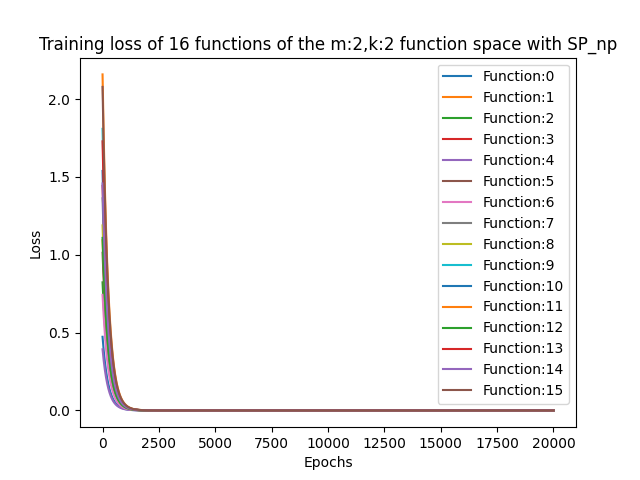 Training loss of 16 functions of the m:2,k:2 function space with SP_np
Loss
2.0
1.5
1.0
0.5
0.0
Function:0
Function:1
Function:2
Function:3
Function:4
Function:5
Function:6
Function:7
Function:8
Function:9
Function:10
Function:11
Function:12
Function:13
Function:14
Function:15
0 2500 5000 7500 10000 12500 15000 17500 20000
Epochs